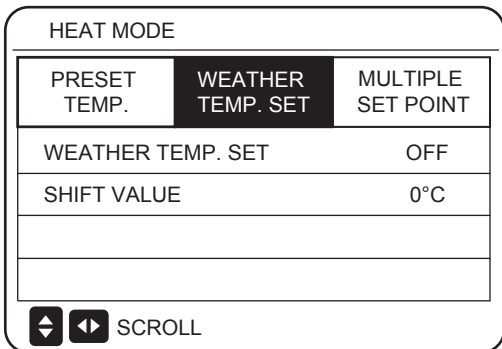 HEAT MODE
PRESET TEMP. WEATHER TEMP. SET MULTIPLE SET POINT
WEATHER TEMP. SET OFF
SHIFT VALUE 0°C
SCROLL